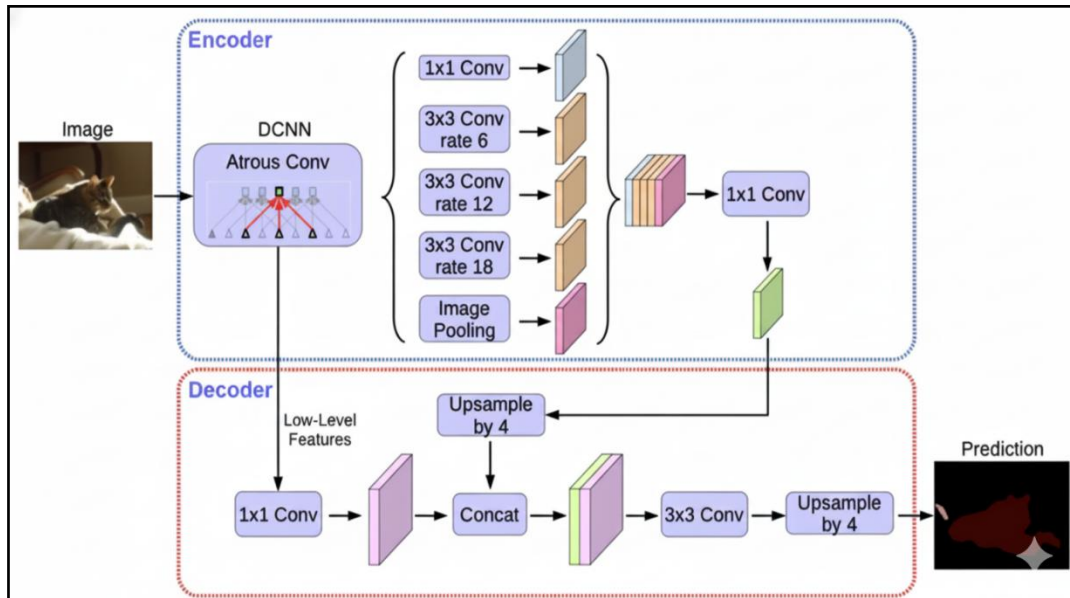 Encoder
Image
DCNN
Atrous Conv
1x1 Conv
3x3 Conv
rate 6
3x3 Conv
rate 12
3x3 Conv
rate 18
Image
Pooling
1x1 Conv
Decoder
Low-Level
Features
Upsample
by 4
1x1 Conv
Concat
3x3 Conv
Upsample
by 4
Prediction